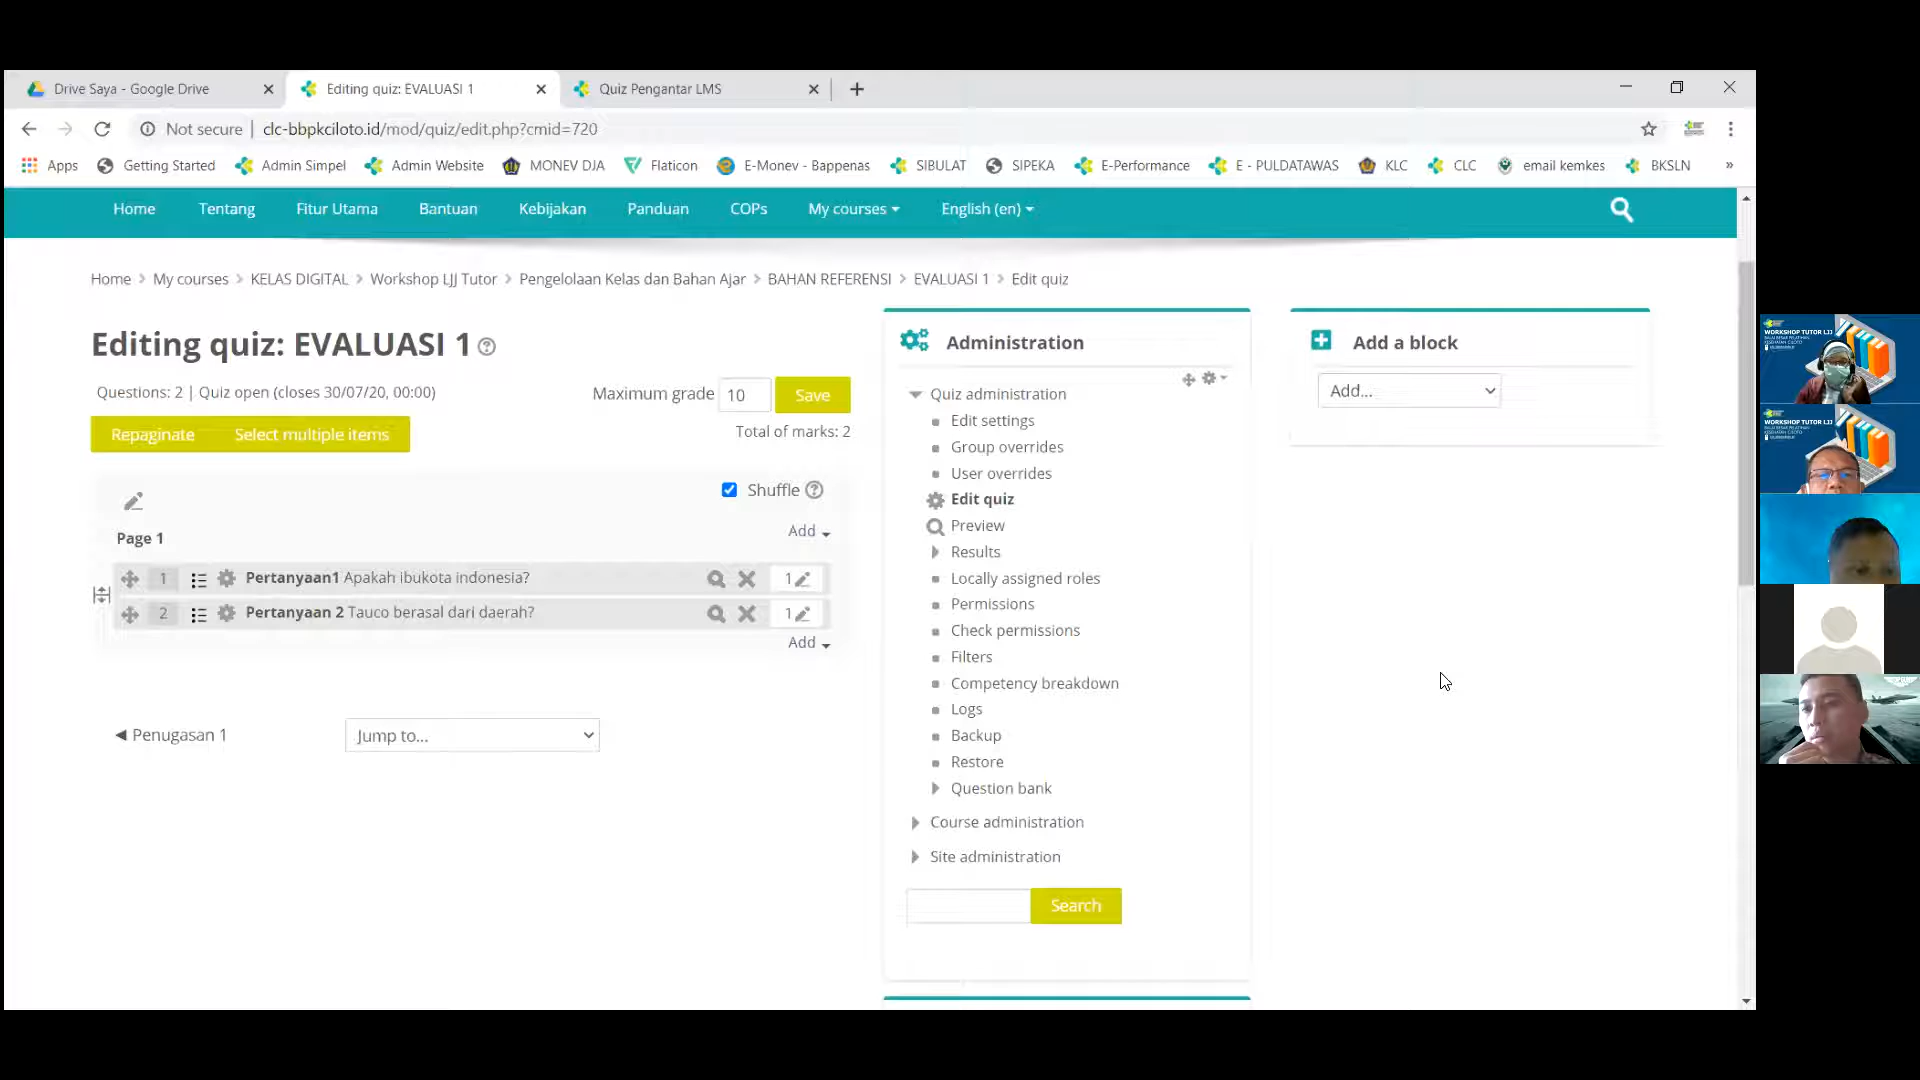 Drive Saya - Google Drive
Editing quiz: EVALUASI 1
Quiz Pengantar LMS
Not secure | clc-bbpkciloto.id/mod/quiz/edit.php?cmid=720
Apps Getting Started Admin Simpel Admin Website MONEV DJA Flaticon E-Monev - Bappenas SIBULAT SIPEKA E-Performance E - PULDATAWAS KLC CLC email kemkes BKSLN »
Home Tentang Fitur Utama Bantuan Kebijakan Panduan COPs My courses English (en)
Home > My courses > KELAS DIGITAL > Workshop LJJ Tutor > Pengelolaan Kelas dan Bahan Ajar > BAHAN REFERENSI > EVALUASI 1 > Edit quiz
Editing quiz: EVALUASI 1
Questions: 2 | Quiz open (closes 30/07/20, 00:00)
Maximum grade 10 Save
Total of marks: 2
Repaginate Select multiple items
Shuffle
Add
Page 1
1 Pertanyaan1 Apakah ibukota indonesia? 1
2 Pertanyaan 2 Tauco berasal dari daerah? 1
Add
◀ Penugasan 1
Jump to...
Administration
Quiz administration
Edit settings
Group overrides
User overrides
Edit quiz
Preview
Results
Locally assigned roles
Permissions
Check permissions
Filters
Competency breakdown
Logs
Backup
Restore
Question bank
Course administration
Site administration
Search
Add a block
Add...
WORKSHOP TUTOR LJJ
WORKSHOP TUTOR LJJ